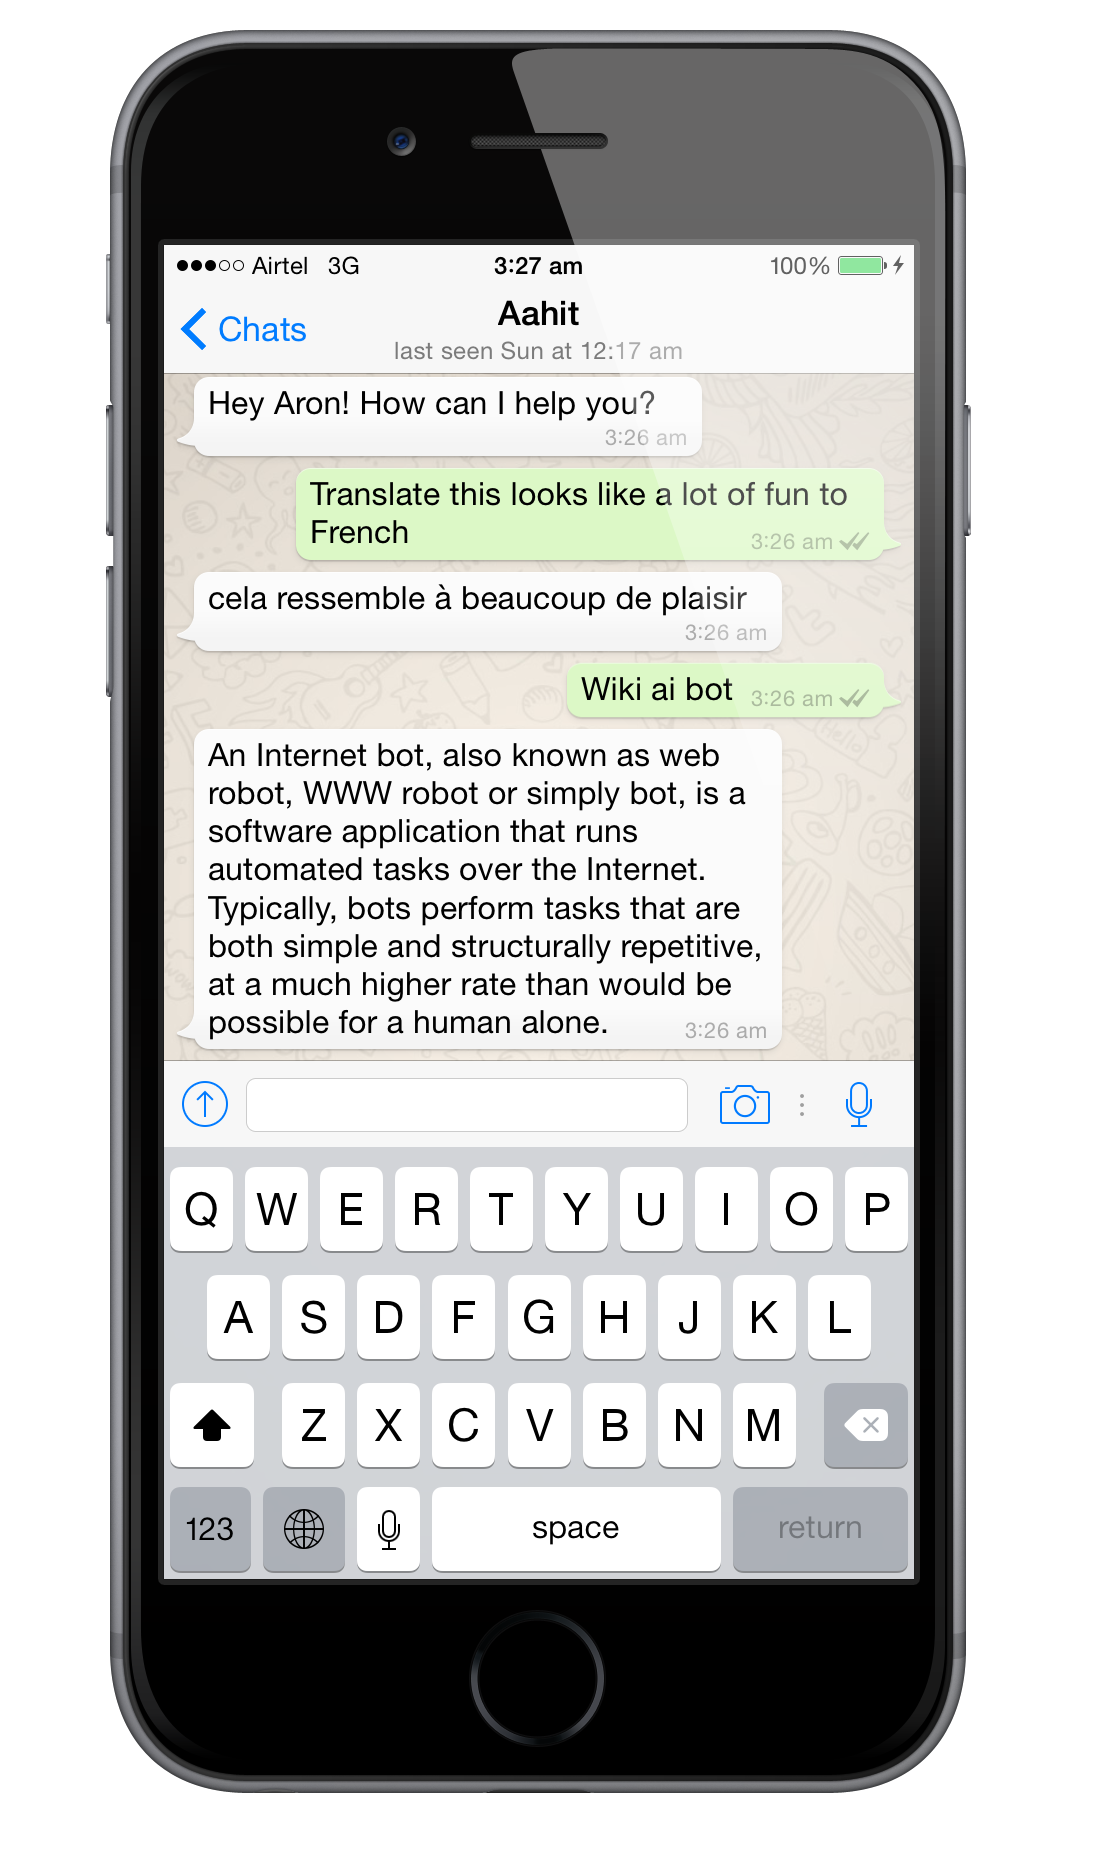 Airtel 3G 3:27 am 100%
Chats Aahit
last seen Sun at 12:17 am
Hey Aron! How can I help you?
3:26 am
Translate this looks like a lot of fun to
French 3:26 am
cela ressemble à beaucoup de plaisir
3:26 am
Wiki ai bot 3:26 am
An Internet bot, also known as web
robot, WWW robot or simply bot, is a
software application that runs
automated tasks over the Internet.
Typically, bots perform tasks that are
both simple and structurally repetitive,
at a much higher rate than would be
possible for a human alone. 3:26 am
Q W E R T Y U I O P
A S D F G H J K L
Z X C V B N M
123 space return